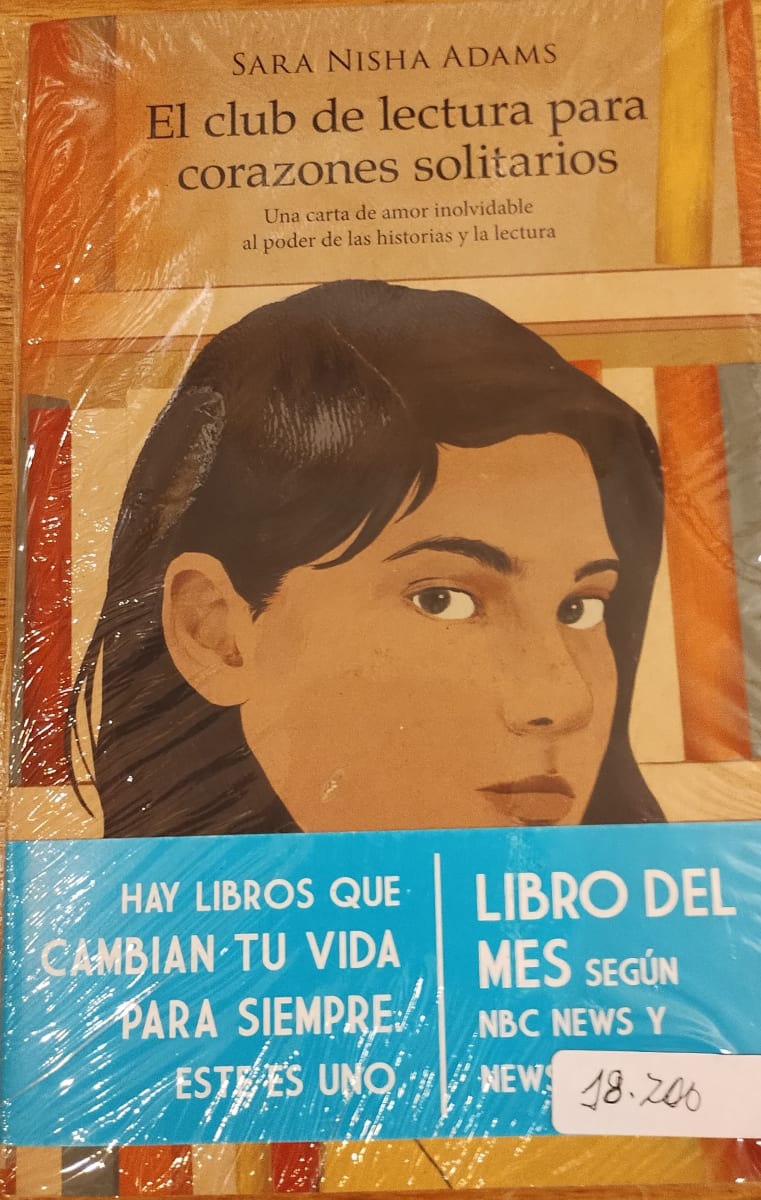 SARA NISHA ADAMS
El club de lectura para
corazones solitarios
Una carta de amor inolvidable
al poder de las historias y la lectura
HAY LIBROS QUE
CAMBIAN TU VIDA
PARA SIEMPRE.
ESTE ES UNO
LIBRO DEL
MES SEGÚN
NBC NEWS Y
18.200